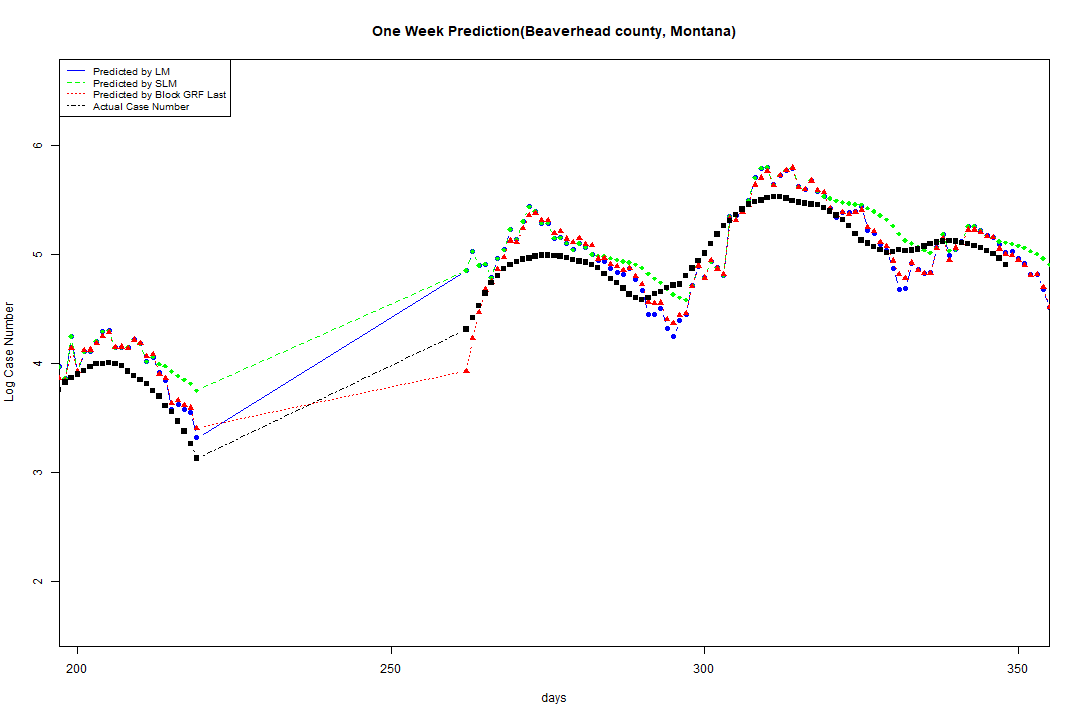 One Week Prediction(Beaverhead county, Montana)
Predicted by LM
Predicted by SLM
Predicted by Block GRF Last
Actual Case Number
6
5
4
3
2
Log Case Number
200 250 300 350
days